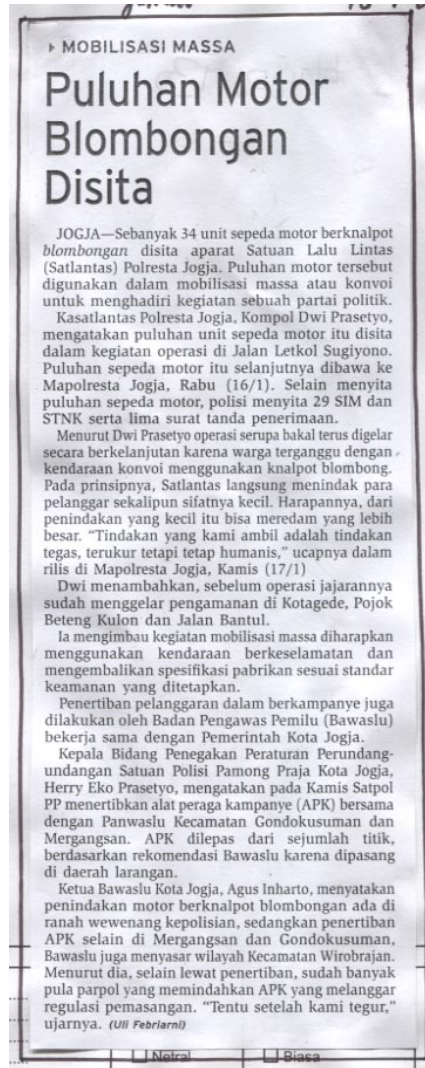 ▸ MOBILISASI MASSA
Puluhan Motor
Blombongan
Disita
JOGJA—Sebanyak 34 unit sepeda motor berknalpot
blombongan disita aparat Satuan Lalu Lintas
(Satlantas) Polresta Jogja. Puluhan motor tersebut
digunakan dalam mobilisasi massa atau konvoi
untuk menghadiri kegiatan sebuah partai politik.
Kasatlantas Polresta Jogja, Kompol Dwi Prasetyo,
mengatakan puluhan unit sepeda motor itu disita
dalam kegiatan operasi di Jalan Letkol Sugiyono.
Puluhan sepeda motor itu selanjutnya dibawa ke
Mapolresta Jogja, Rabu (16/1). Selain menyita
puluhan sepeda motor, polisi menyita 29 SIM dan
STNK serta lima surat tanda penerimaan.
Menurut Dwi Prasetyo operasi serupa bakal terus digelar
secara berkelanjutan karena warga terganggu dengan
kendaraan konvoi menggunakan knalpot blombong.
Pada prinsipnya, Satlantas langsung menindak para
pelanggar sekalipun sifatnya kecil. Harapannya, dari
penindakan yang kecil itu bisa meredam yang lebih
besar. “Tindakan yang kami ambil adalah tindakan
tegas, terukur tetapi tetap humanis,” ucapnya dalam
rilis di Mapolresta Jogja, Kamis (17/1)
Dwi menambahkan, sebelum operasi jajarannya
sudah menggelar pengamanan di Kotagede, Pojok
Beteng Kulon dan Jalan Bantul.
Ia mengimbau kegiatan mobilisasi massa diharapkan
menggunakan kendaraan berkeselamatan dan
mengembalikan spesifikasi pabrikan sesuai standar
keamanan yang ditetapkan.
Penertiban pelanggaran dalam berkampanye juga
dilakukan oleh Badan Pengawas Pemilu (Bawaslu)
bekerja sama dengan Pemerintah Kota Jogja.
Kepala Bidang Penegakan Peraturan Perundang-
undangan Satuan Polisi Pamong Praja Kota Jogja,
Herry Eko Prasetyo, mengatakan pada Kamis Satpol
PP menertibkan alat peraga kampanye (APK) bersama
dengan Panwaslu Kecamatan Gondokusuman dan
Mergangsan. APK dilepas dari sejumlah titik,
berdasarkan rekomendasi Bawaslu karena dipasang
di daerah larangan.
Ketua Bawaslu Kota Jogja, Agus Inharto, menyatakan
penindakan motor berknalpot blombongan ada di
ranah wewenang kepolisian, sedangkan penertiban
APK selain di Mergangsan dan Gondokusuman,
Bawaslu juga menyasar wilayah Kecamatan Wirobrajan.
Menurut dia, selain lewat penertiban, sudah banyak
pula parpol yang memindahkan APK yang melanggar
regulasi pemasangan. “Tentu setelah kami tegur,”
ujarnya. (Uli Febriarni)
Netral Biasa